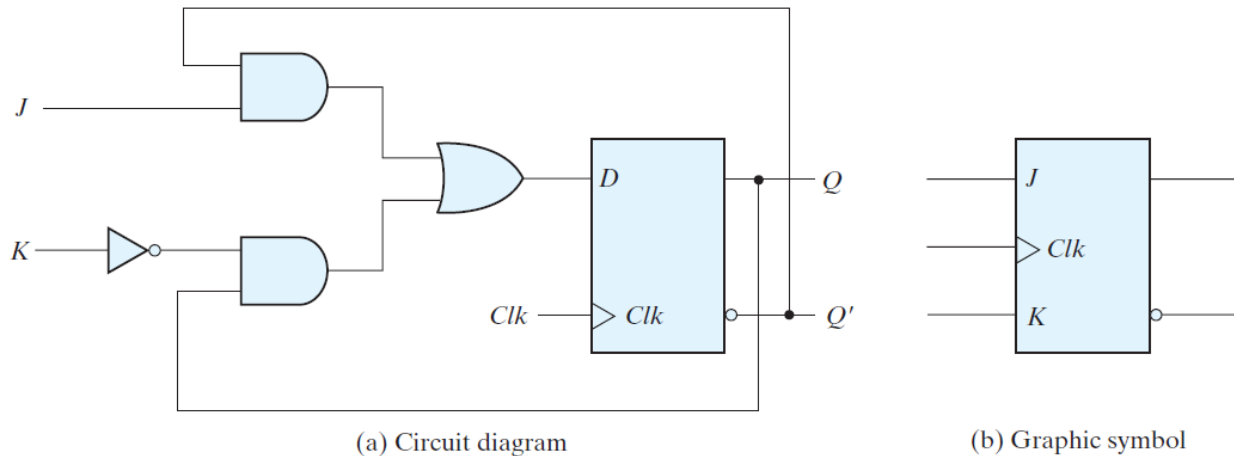 J
K
D
Clk
Clk
Q
Q'
(a) Circuit diagram
J
Clk
K
(b) Graphic symbol